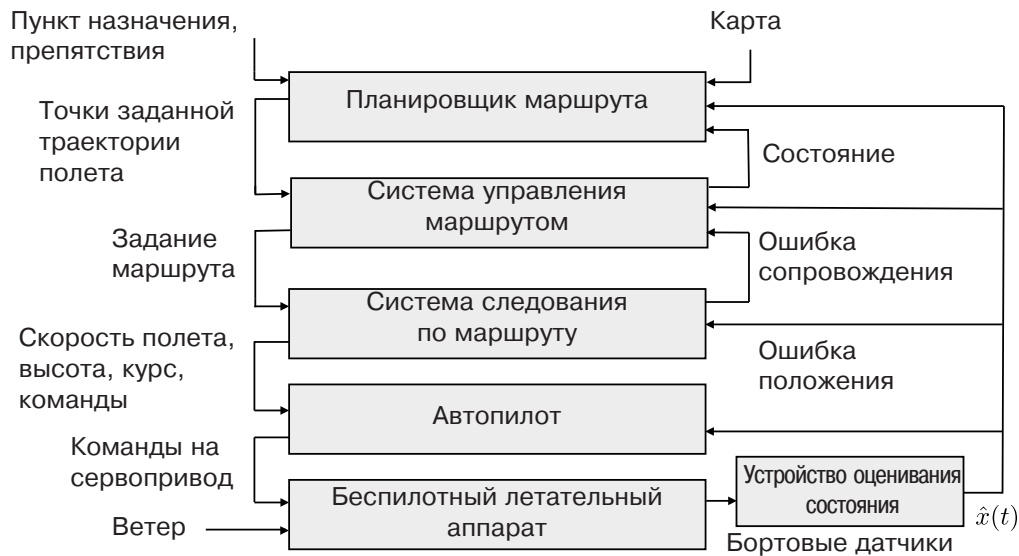 Пункт назначения,
препятствия
Карта
Планировщик маршрута
Точки заданной
траектории
полета
Состояние
Система управления
маршрутом
Задание
маршрута
Ошибка
сопровождения
Система следования
по маршруту
Скорость полета,
высота, курс,
команды
Ошибка
положения
Автопилот
Команды на
сервопривод
Беспилотный летательный
аппарат
Устройство оценивания
состояния
x̂(t)
Ветер
Бортовые датчики